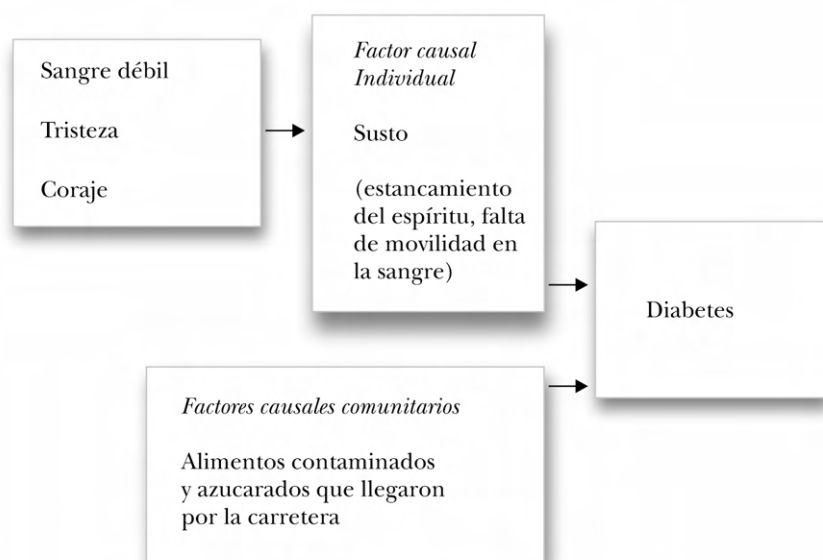 Sangre débil
Tristeza
Coraje
Factor causal
Individual
Susto
(estancamiento
del espíritu, falta
de movilidad en
la sangre)
Diabetes
Factores causales comunitarios
Alimentos contaminados
y azucarados que llegaron
por la carretera